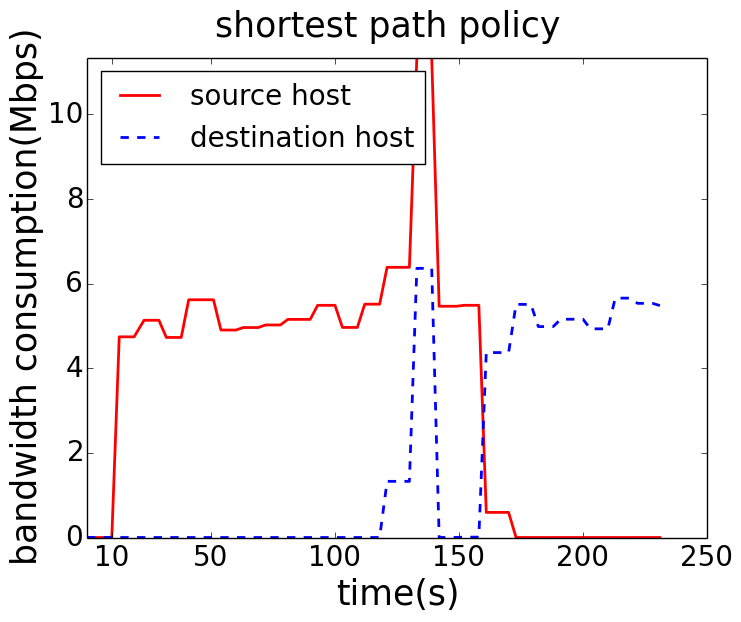 shortest path policy
bandwidth consumption(Mbps)
source host
destination host
10
8
6
4
2
0
10 50 100 150 200 250
time(s)